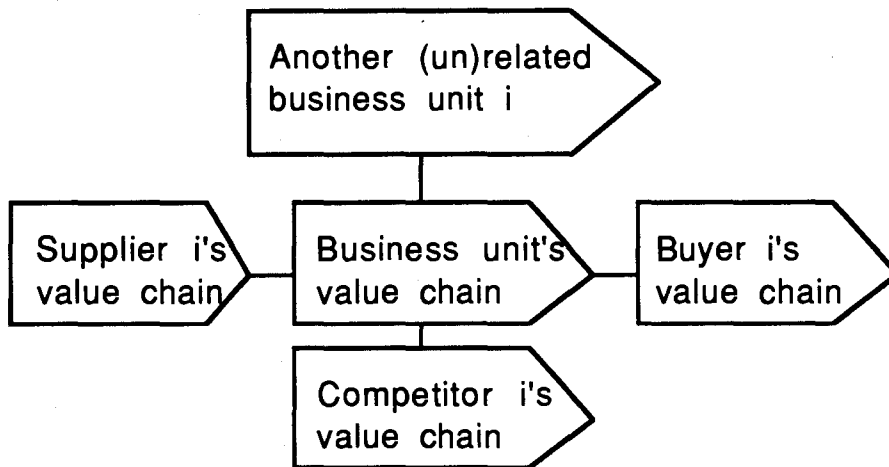 Another (un)related
business unit i
Supplier i's
value chain
Business unit's
value chain
Buyer i's
value chain
Competitor i's
value chain